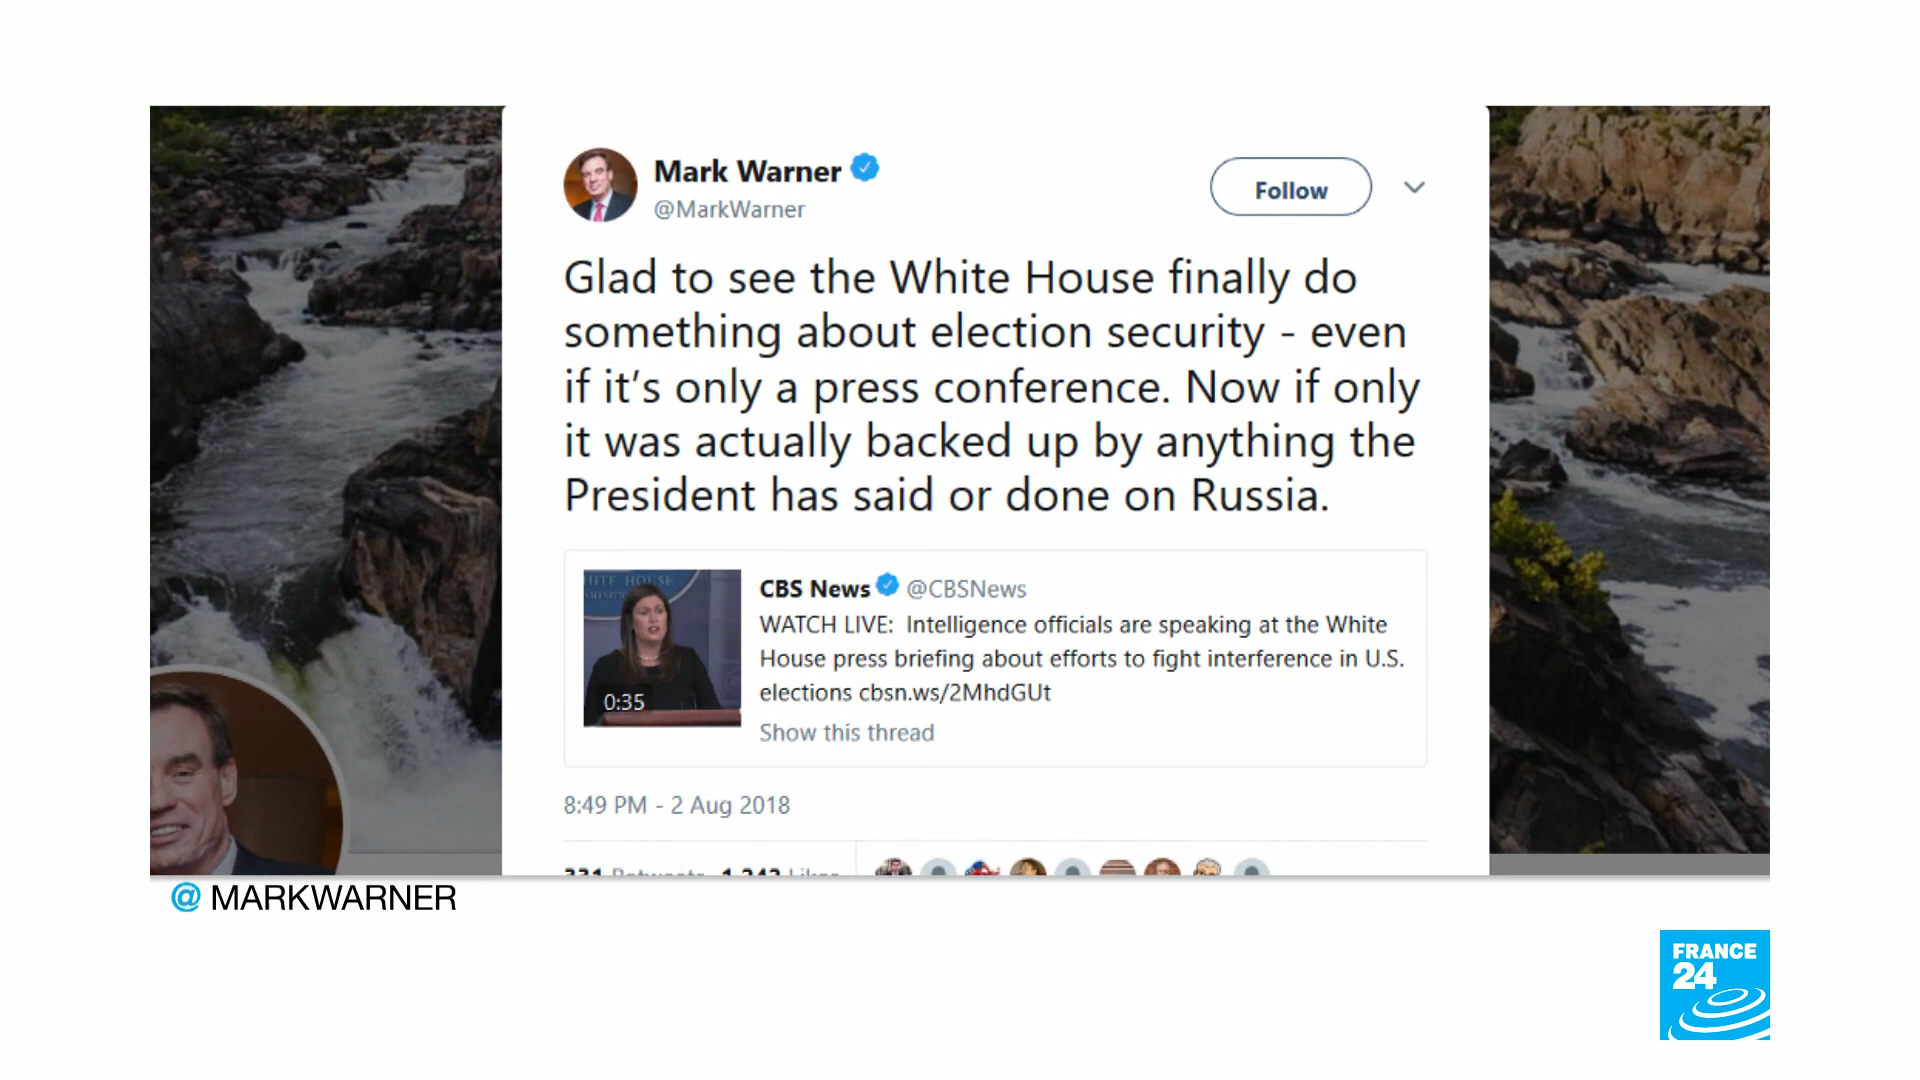 Mark Warner
@MarkWarner
Follow
Glad to see the White House finally do
something about election security - even
if it's only a press conference. Now if only
it was actually backed up by anything the
President has said or done on Russia.
CBS News @CBSNews
WATCH LIVE: Intelligence officials are speaking at the White
House press briefing about efforts to fight interference in U.S.
elections cbsn.ws/2MhdGUt
Show this thread
WHITE HOUSE
0:35
8:49 PM - 2 Aug 2018
Retweets Likes
@ MARKWARNER
FRANCE
24